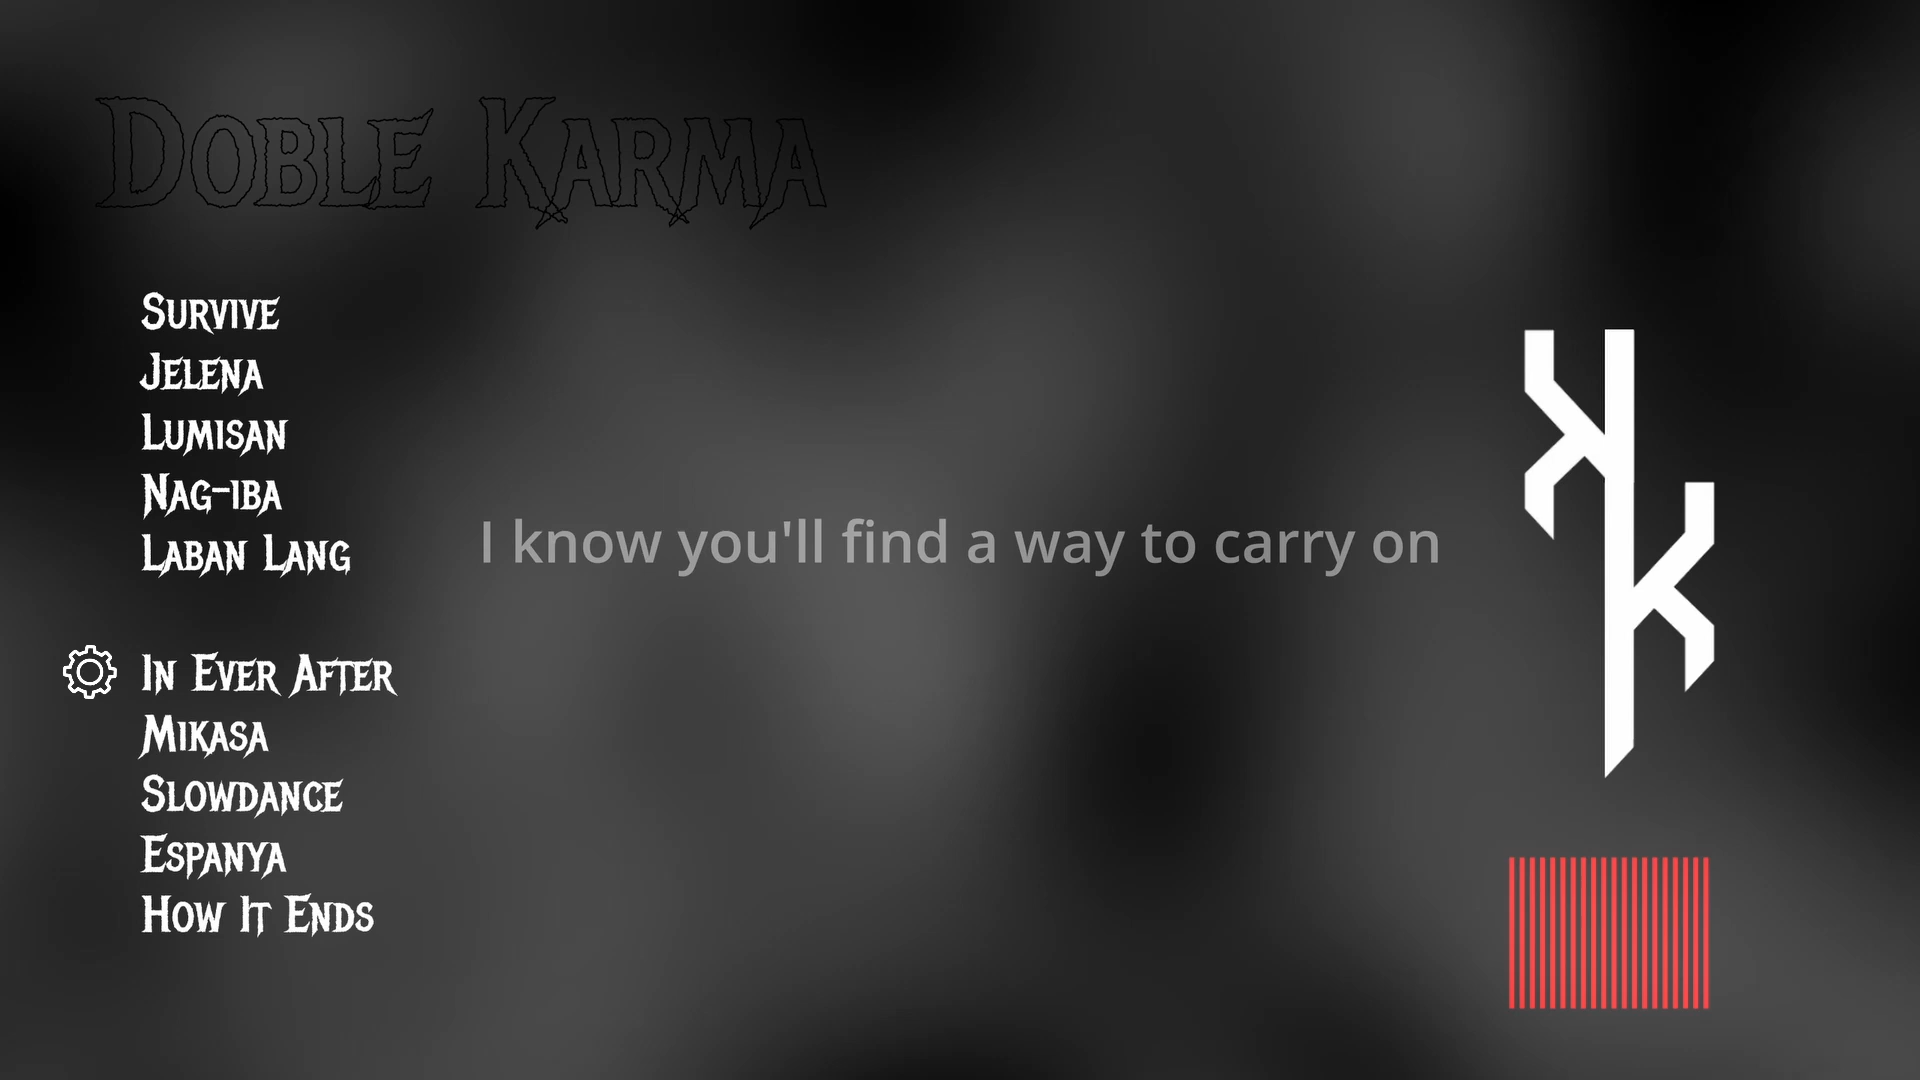 Doble Karma
Survive
Jelena
Lumisan
Nag-iba
Laban Lang
I know you'll find a way to carry on
In Ever After
Mikasa
Slowdance
Espanya
How It Ends